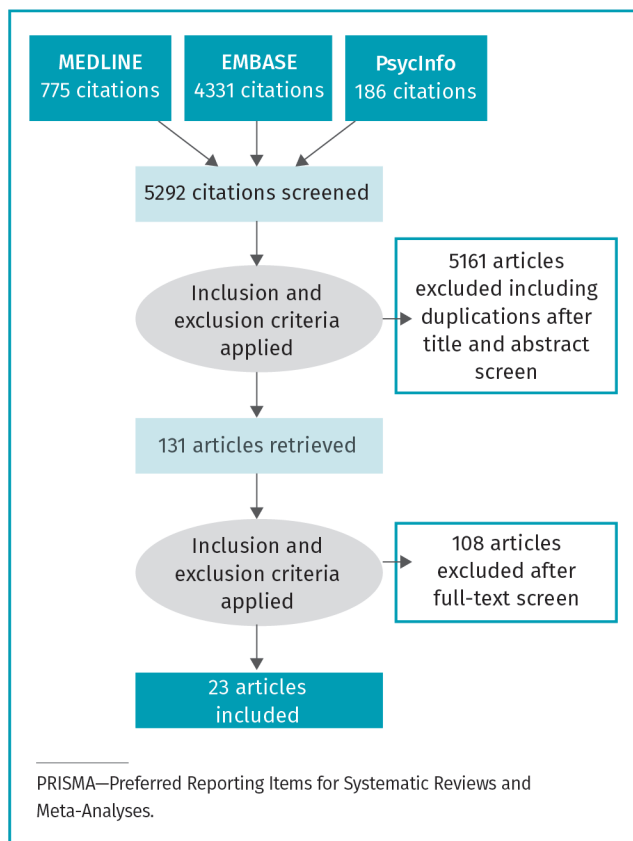 MEDLINE
775 citations
EMBASE
4331 citations
PsycInfo
186 citations
5292 citations screened
Inclusion and
exclusion criteria
applied
5161 articles
excluded including
duplications after
title and abstract
screen
131 articles retrieved
Inclusion and
exclusion criteria
applied
108 articles
excluded after
full-text screen
23 articles
included
PRISMA—Preferred Reporting Items for Systematic Reviews and
Meta-Analyses.